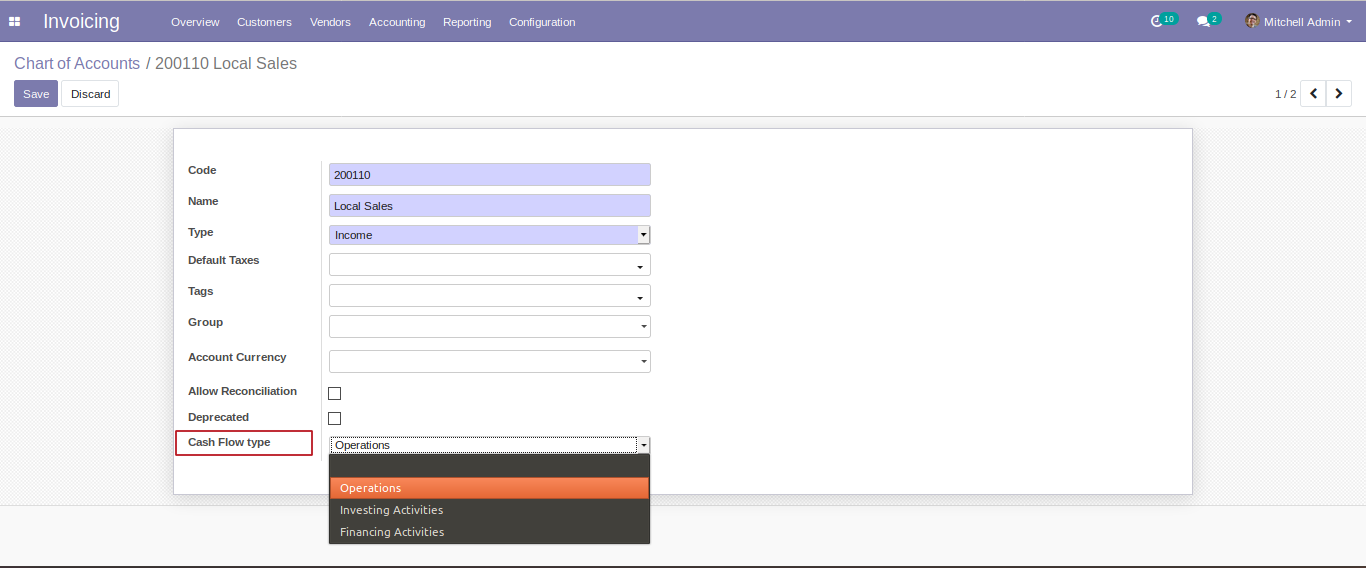 Invoicing Overview Customers Vendors Accounting Reporting Configuration 10 2 Mitchell Admin
Chart of Accounts / 200110 Local Sales
Save Discard 1 / 2
Code 200110
Name Local Sales
Type Income
Default Taxes
Tags
Group
Account Currency
Allow Reconciliation
Deprecated
Cash Flow type Operations
Operations
Investing Activities
Financing Activities